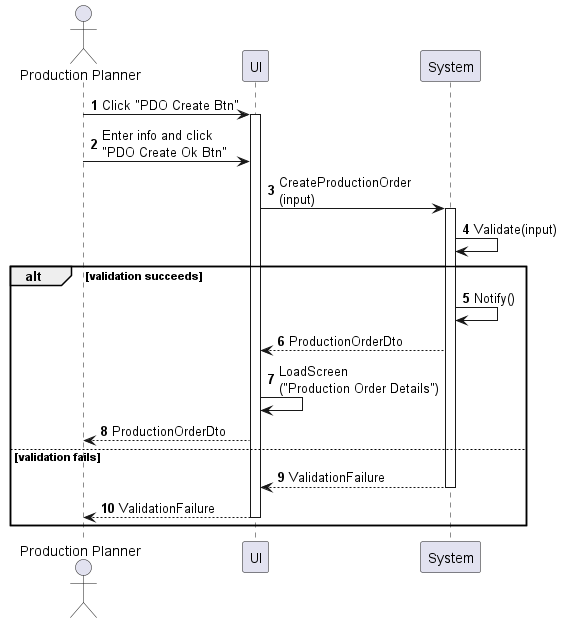 Production Planner
UI
System
1 Click "PDO Create Btn"
2 Enter info and click
"PDO Create Ok Btn"
3 CreateProductionOrder
(input)
4 Validate(input)
alt [validation succeeds]
5 Notify()
6 ProductionOrderDto
7 LoadScreen
("Production Order Details")
8 ProductionOrderDto
[validation fails]
9 ValidationFailure
10 ValidationFailure
Production Planner
UI
System